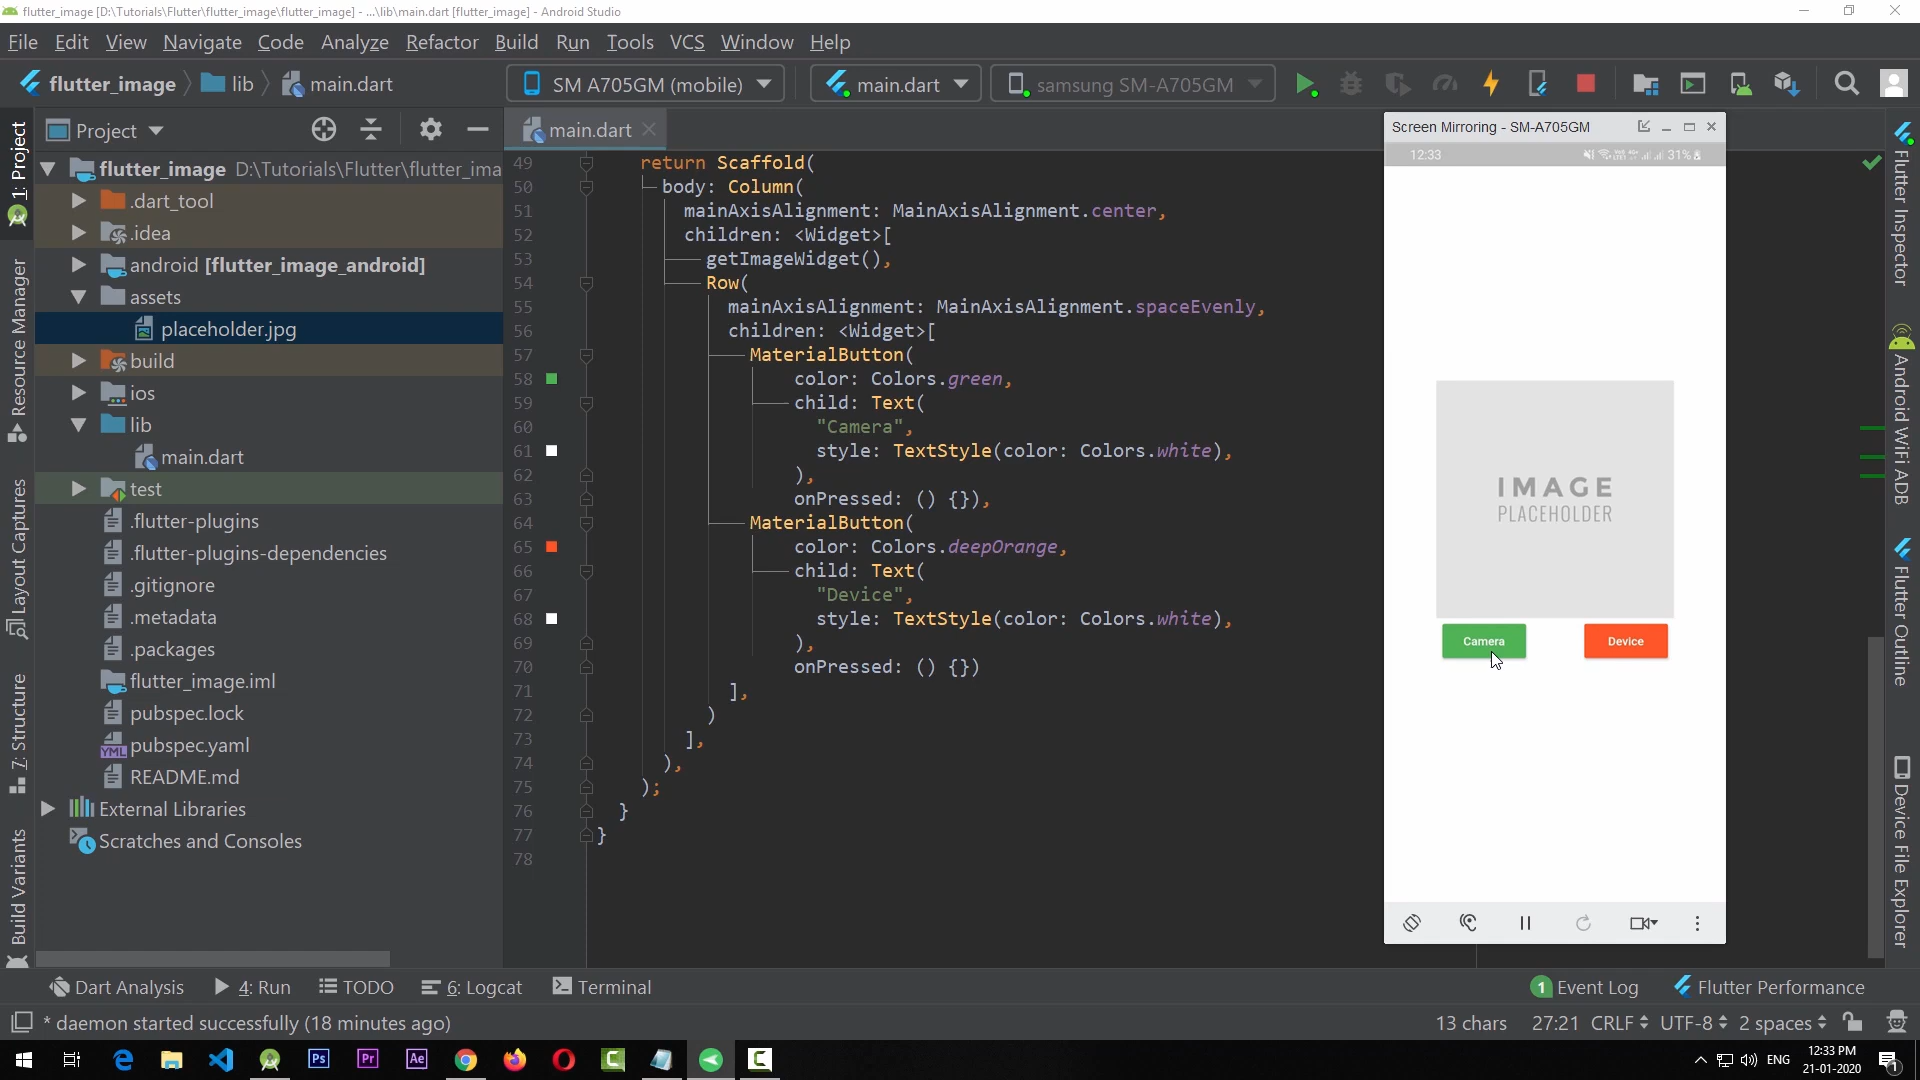 flutter_image [D:\Tutorials\Flutter\flutter_image\flutter_image] - ...\lib\main.dart [flutter_image] - Android Studio
File Edit View Navigate Code Analyze Refactor Build Run Tools VCS Window Help
flutter_image lib main.dart SM A705GM (mobile) main.dart samsung SM-A705GM
Project main.dart
1: Project
Resource Manager
Layout Captures
7: Structure
Build Variants
flutter_image D:\Tutorials\Flutter\flutter_ima
.dart_tool
.idea
android [flutter_image_android]
assets
placeholder.jpg
build
ios
lib
main.dart
test
.flutter-plugins
.flutter-plugins-dependencies
.gitignore
.metadata
.packages
flutter_image.iml
pubspec.lock
YML pubspec.yaml
README.md
External Libraries
Scratches and Consoles
49 return Scaffold(
50 body: Column(
51 mainAxisAlignment: MainAxisAlignment.center,
52 children: <Widget>[
53 getImageWidget(),
54 Row(
55 mainAxisAlignment: MainAxisAlignment.spaceEvenly,
56 children: <Widget>[
57 MaterialButton(
58 color: Colors.green,
59 child: Text(
60 "Camera",
61 style: TextStyle(color: Colors.white),
62 ),
63 onPressed: () {}),
64 MaterialButton(
65 color: Colors.deepOrange,
66 child: Text(
67 "Device",
68 style: TextStyle(color: Colors.white),
69 ),
70 onPressed: () {})
71 ],
72 )
73 ],
74 ),
75 );
76 }
77 }
78
Screen Mirroring - SM-A705GM
12:33 31%
IMAGE
PLACEHOLDER
Camera Device
Flutter Inspector
Android WiFi ADB
Flutter Outline
Device File Explorer
Dart Analysis 4: Run TODO 6: Logcat Terminal 1 Event Log Flutter Performance
* daemon started successfully (18 minutes ago) 13 chars 27:21 CRLF UTF-8 2 spaces
Ps Pr Ae C C ENG 12:33 PM
21-01-2020 1